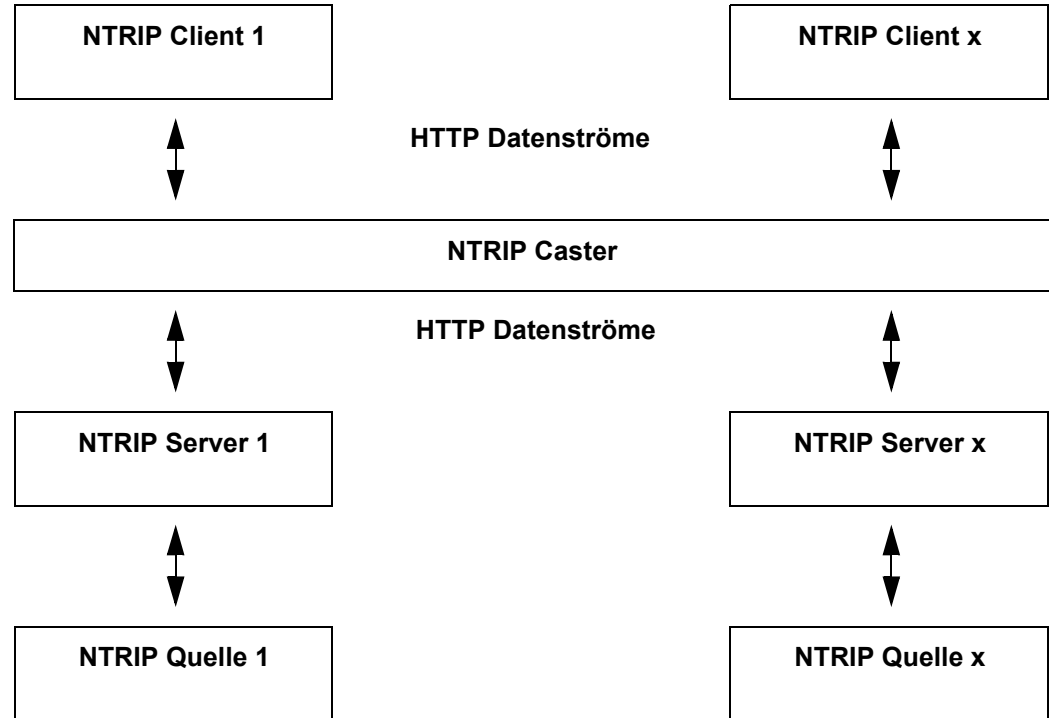 NTRIP Client 1
NTRIP Client x
HTTP Datenströme
NTRIP Caster
HTTP Datenströme
NTRIP Server 1
NTRIP Server x
NTRIP Quelle 1
NTRIP Quelle x